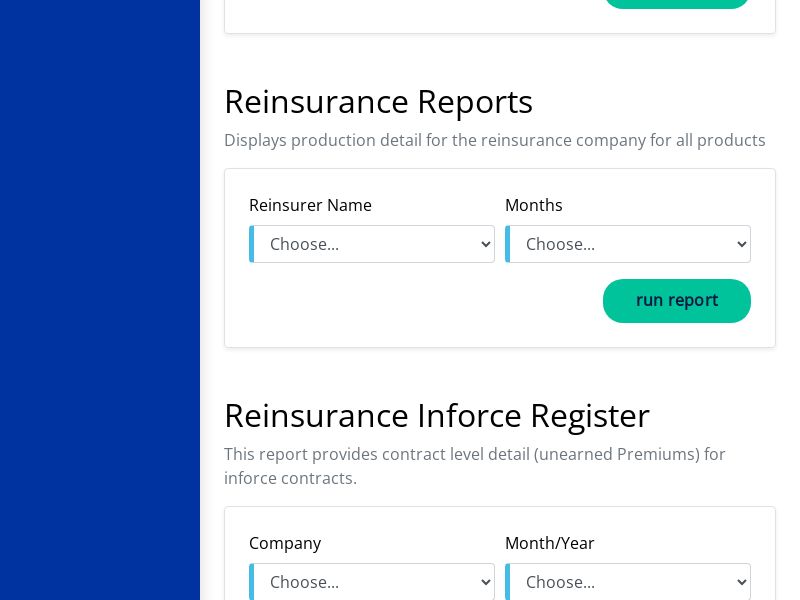 Reinsurance Reports
Displays production detail for the reinsurance company for all products
Reinsurer Name
Months
Choose...
Choose...
run report
Reinsurance Inforce Register
This report provides contract level detail (unearned Premiums) for
inforce contracts.
Company
Month/Year
Choose...
Choose...